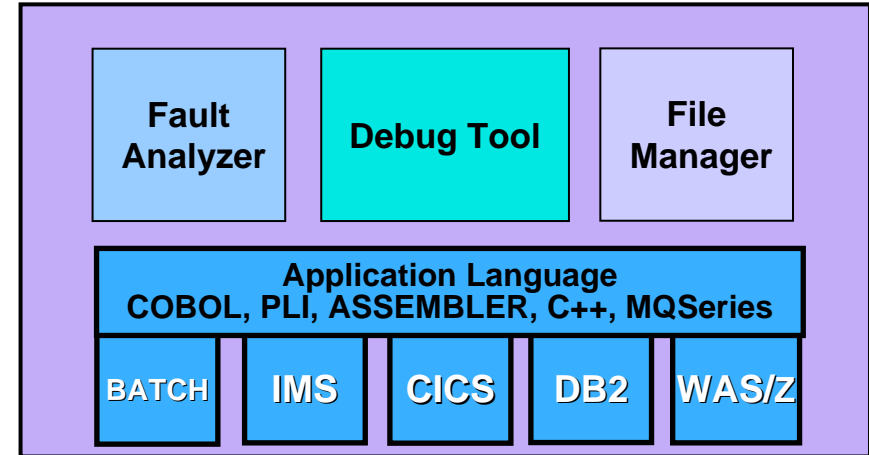 Fault
Analyzer
Debug Tool
File
Manager
Application Language
COBOL, PLI, ASSEMBLER, C++, MQSeries
BATCH
IMS
CICS
DB2
WAS/Z